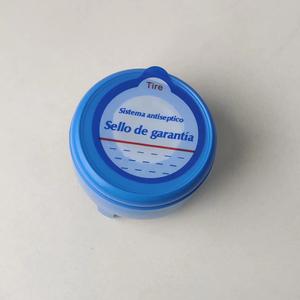 Tire
Sistema antiseptico
Sello de garantía